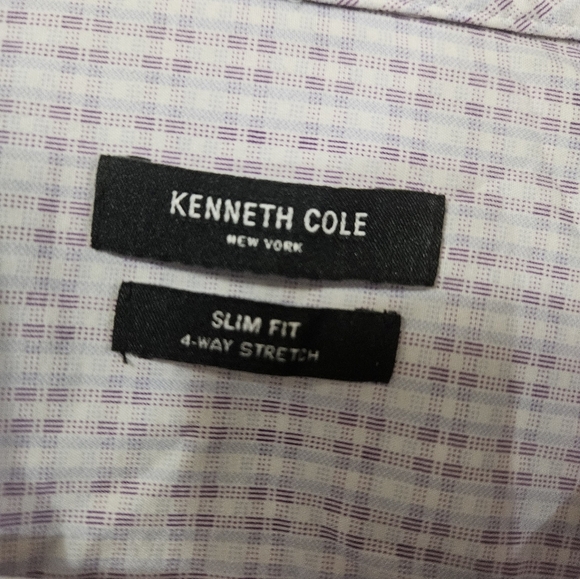 KENNETH COLE
NEW YORK
SLIM FIT
4-WAY STRETCH